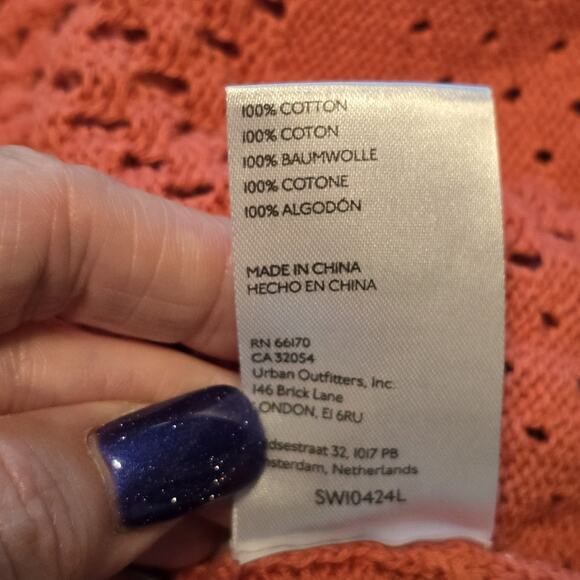 100% COTTON
100% COTON
100% BAUMWOLLE
100% COTONE
100% ALGODÓN
MADE IN CHINA
HECHO EN CHINA
RN 66170
CA 32054
Urban Outfitters, Inc.
146 Brick Lane
LONDON, E1 6RU
32, 1017 PB
Netherlands
SW10424L